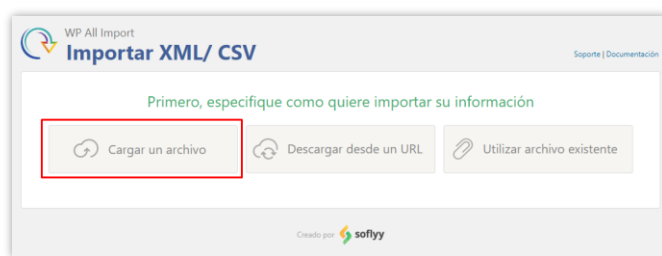 WP All Import
Importar XML/ CSV
Soporte | Documentación
Primero, especifique como quiere importar su información
Cargar un archivo
Descargar desde un URL
Utilizar archivo existente
Creado por soflyy